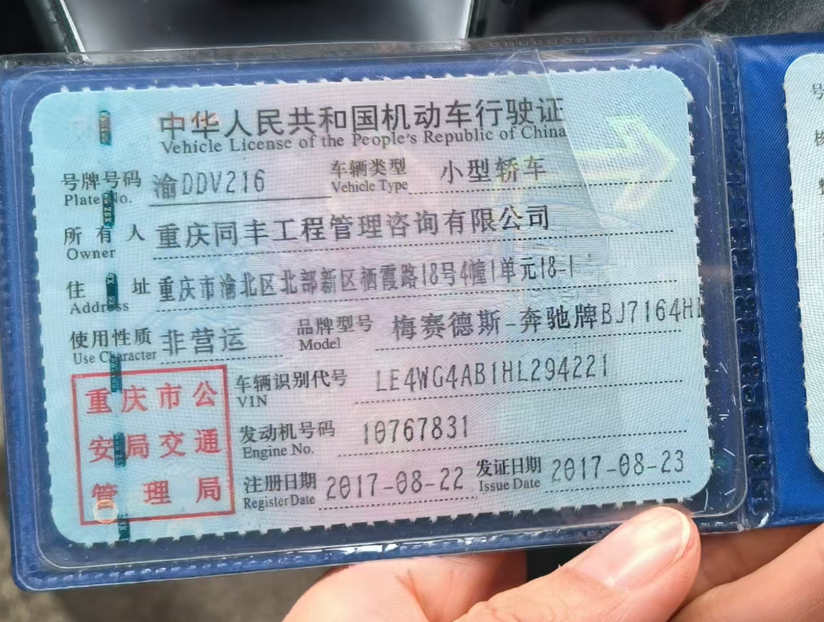 中华人民共和国机动车行驶证
Vehicle License of the People's Republic of China
号牌号码 渝DDV216 车辆类型 小型轿车
Plate No. Vehicle Type
所有人 重庆同丰工程管理咨询有限公司
Owner
住址 重庆市渝北区北部新区栖霞路18号4幢1单元18-1
Address
使用性质 非营运 品牌型号 梅赛德斯-奔驰牌BJ7164H
Use Character Model
重庆市公
安局交通
管理局
车辆识别代号 LE4WG4AB1HL294221
VIN
发动机号码 10767831
Engine No.
注册日期 2017-08-22 发证日期 2017-08-23
Register Date Issue Date
号